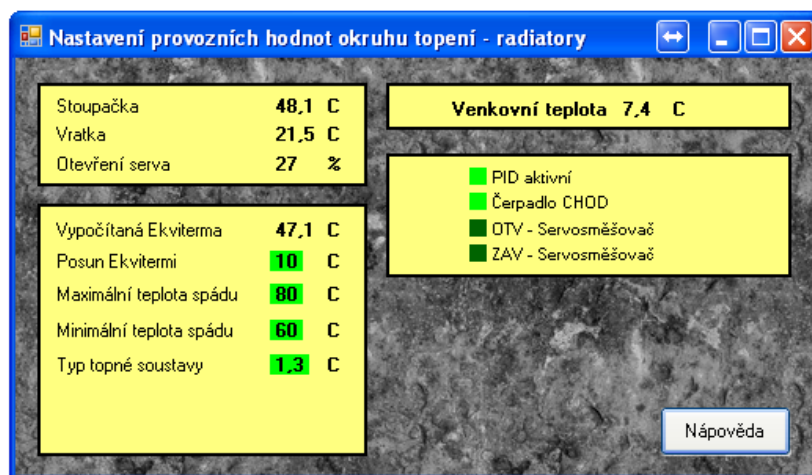 Nastavení provozních hodnot okruhu topení - radiatory
Stoupačka 48,1 C
Vratka 21,5 C
Otevření serva 27 %
Venkovní teplota 7,4 C
PID aktivní
Čerpadlo CHOD
OTV - Servosměšovač
ZAV - Servosměšovač
Vypočítaná Ekviterma 47,1 C
Posun Ekvitermi 10 C
Maximální teplota spádu 80 C
Minimální teplota spádu 60 C
Typ topné soustavy 1,3 C
Nápověda